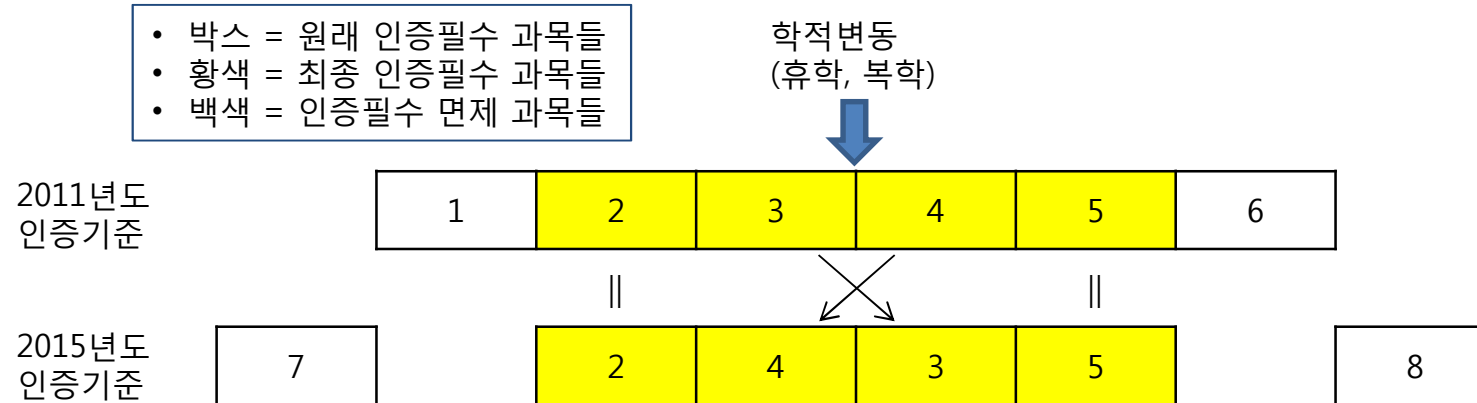 • 박스 = 원래 인증필수 과목들
• 황색 = 최종 인증필수 과목들
• 백색 = 인증필수 면제 과목들
학적변동
(휴학, 복학)
2011년도
인증기준
1 2 3 4 5 6
|| ||
2015년도
인증기준
7 2 4 3 5 8